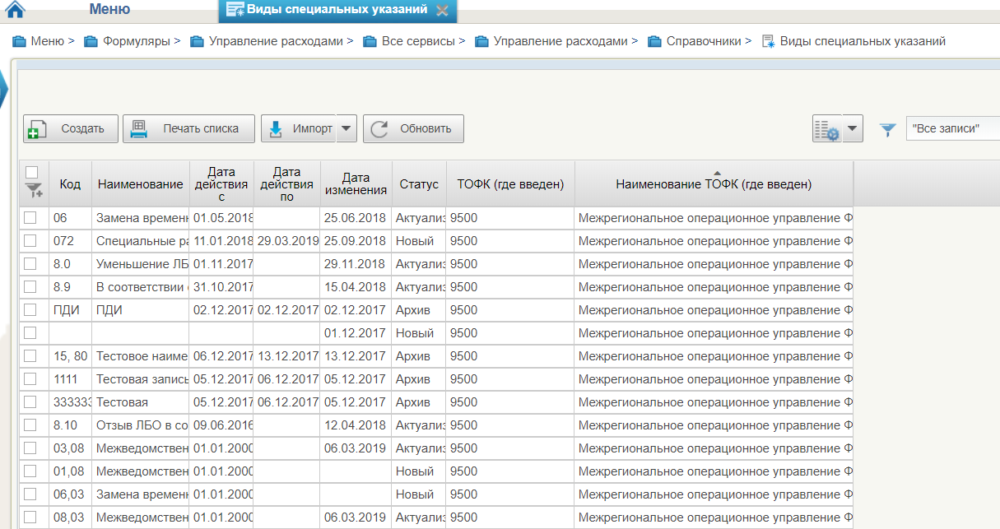 Меню
Виды специальных указаний
Меню > Формуляры > Управление расходами > Все сервисы > Управление расходами > Справочники > Виды специальных указаний
Создать Печать списка Импорт Обновить "Все записи"
Код Наименование Дата действия с Дата действия по Дата изменения Статус ТОФК (где введен) Наименование ТОФК (где введен)
06 Замена времен 01.05.2018 25.06.2018 Актуали 9500 Межрегиональное операционное управление Ф
072 Специальные ра 11.01.2018 29.03.2019 25.09.2018 Новый 9500 Межрегиональное операционное управление Ф
8.0 Уменьшение ЛБ 01.11.2017 29.11.2018 Актуали 9500 Межрегиональное операционное управление Ф
8.9 В соответствии 31.10.2017 15.04.2018 Актуали 9500 Межрегиональное операционное управление Ф
ПДИ ПДИ 02.12.2017 02.12.2017 02.12.2017 Архив 9500 Межрегиональное операционное управление Ф
01.12.2017 Новый 9500 Межрегиональное операционное управление Ф
15, 80 Тестовое наиме 06.12.2017 13.12.2017 13.12.2017 Архив 9500 Межрегиональное операционное управление Ф
1111 Тестовая запись 05.12.2017 06.12.2017 05.12.2017 Архив 9500 Межрегиональное операционное управление Ф
333333 Тестовая 05.12.2017 06.12.2017 05.12.2017 Архив 9500 Межрегиональное операционное управление Ф
8.10 Отзыв ЛБО в со 09.06.2016 12.04.2018 Актуали 9500 Межрегиональное операционное управление Ф
03,08 Межведомствен 01.01.2000 06.03.2019 Актуали 9500 Межрегиональное операционное управление Ф
01,08 Межведомствен 01.01.2000 Новый 9500 Межрегиональное операционное управление Ф
06,03 Замена времен 01.01.2000 Новый 9500 Межрегиональное операционное управление Ф
08,03 Межведомствен 01.01.2000 06.03.2019 Актуали 9500 Межрегиональное операционное управление Ф